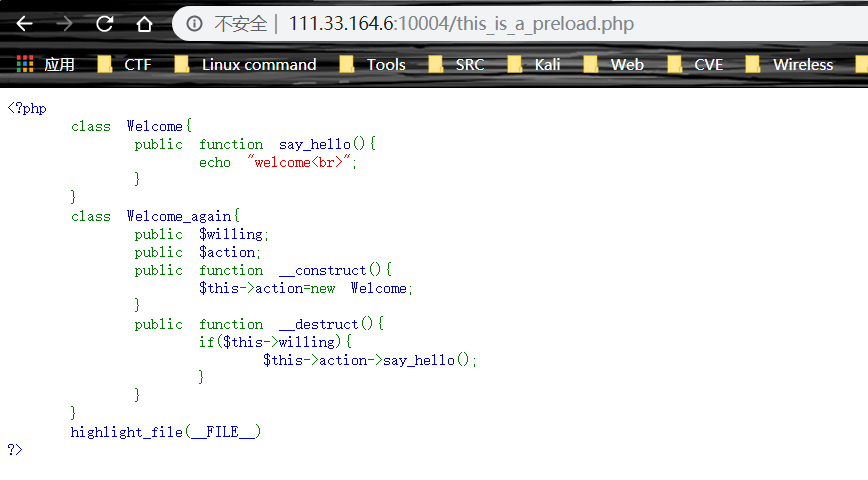 不安全 | 111.33.164.6:10004/this_is_a_preload.php
应用 CTF Linux command Tools SRC Kali Web CVE Wireless
<?php
class Welcome{
public function say_hello(){
echo "welcome<br>";
}
}
class Welcome_again{
public $willing;
public $action;
public function __construct(){
$this->action=new Welcome;
}
public function __destruct(){
if($this->willing){
$this->action->say_hello();
}
}
}
highlight_file(__FILE__)
?>